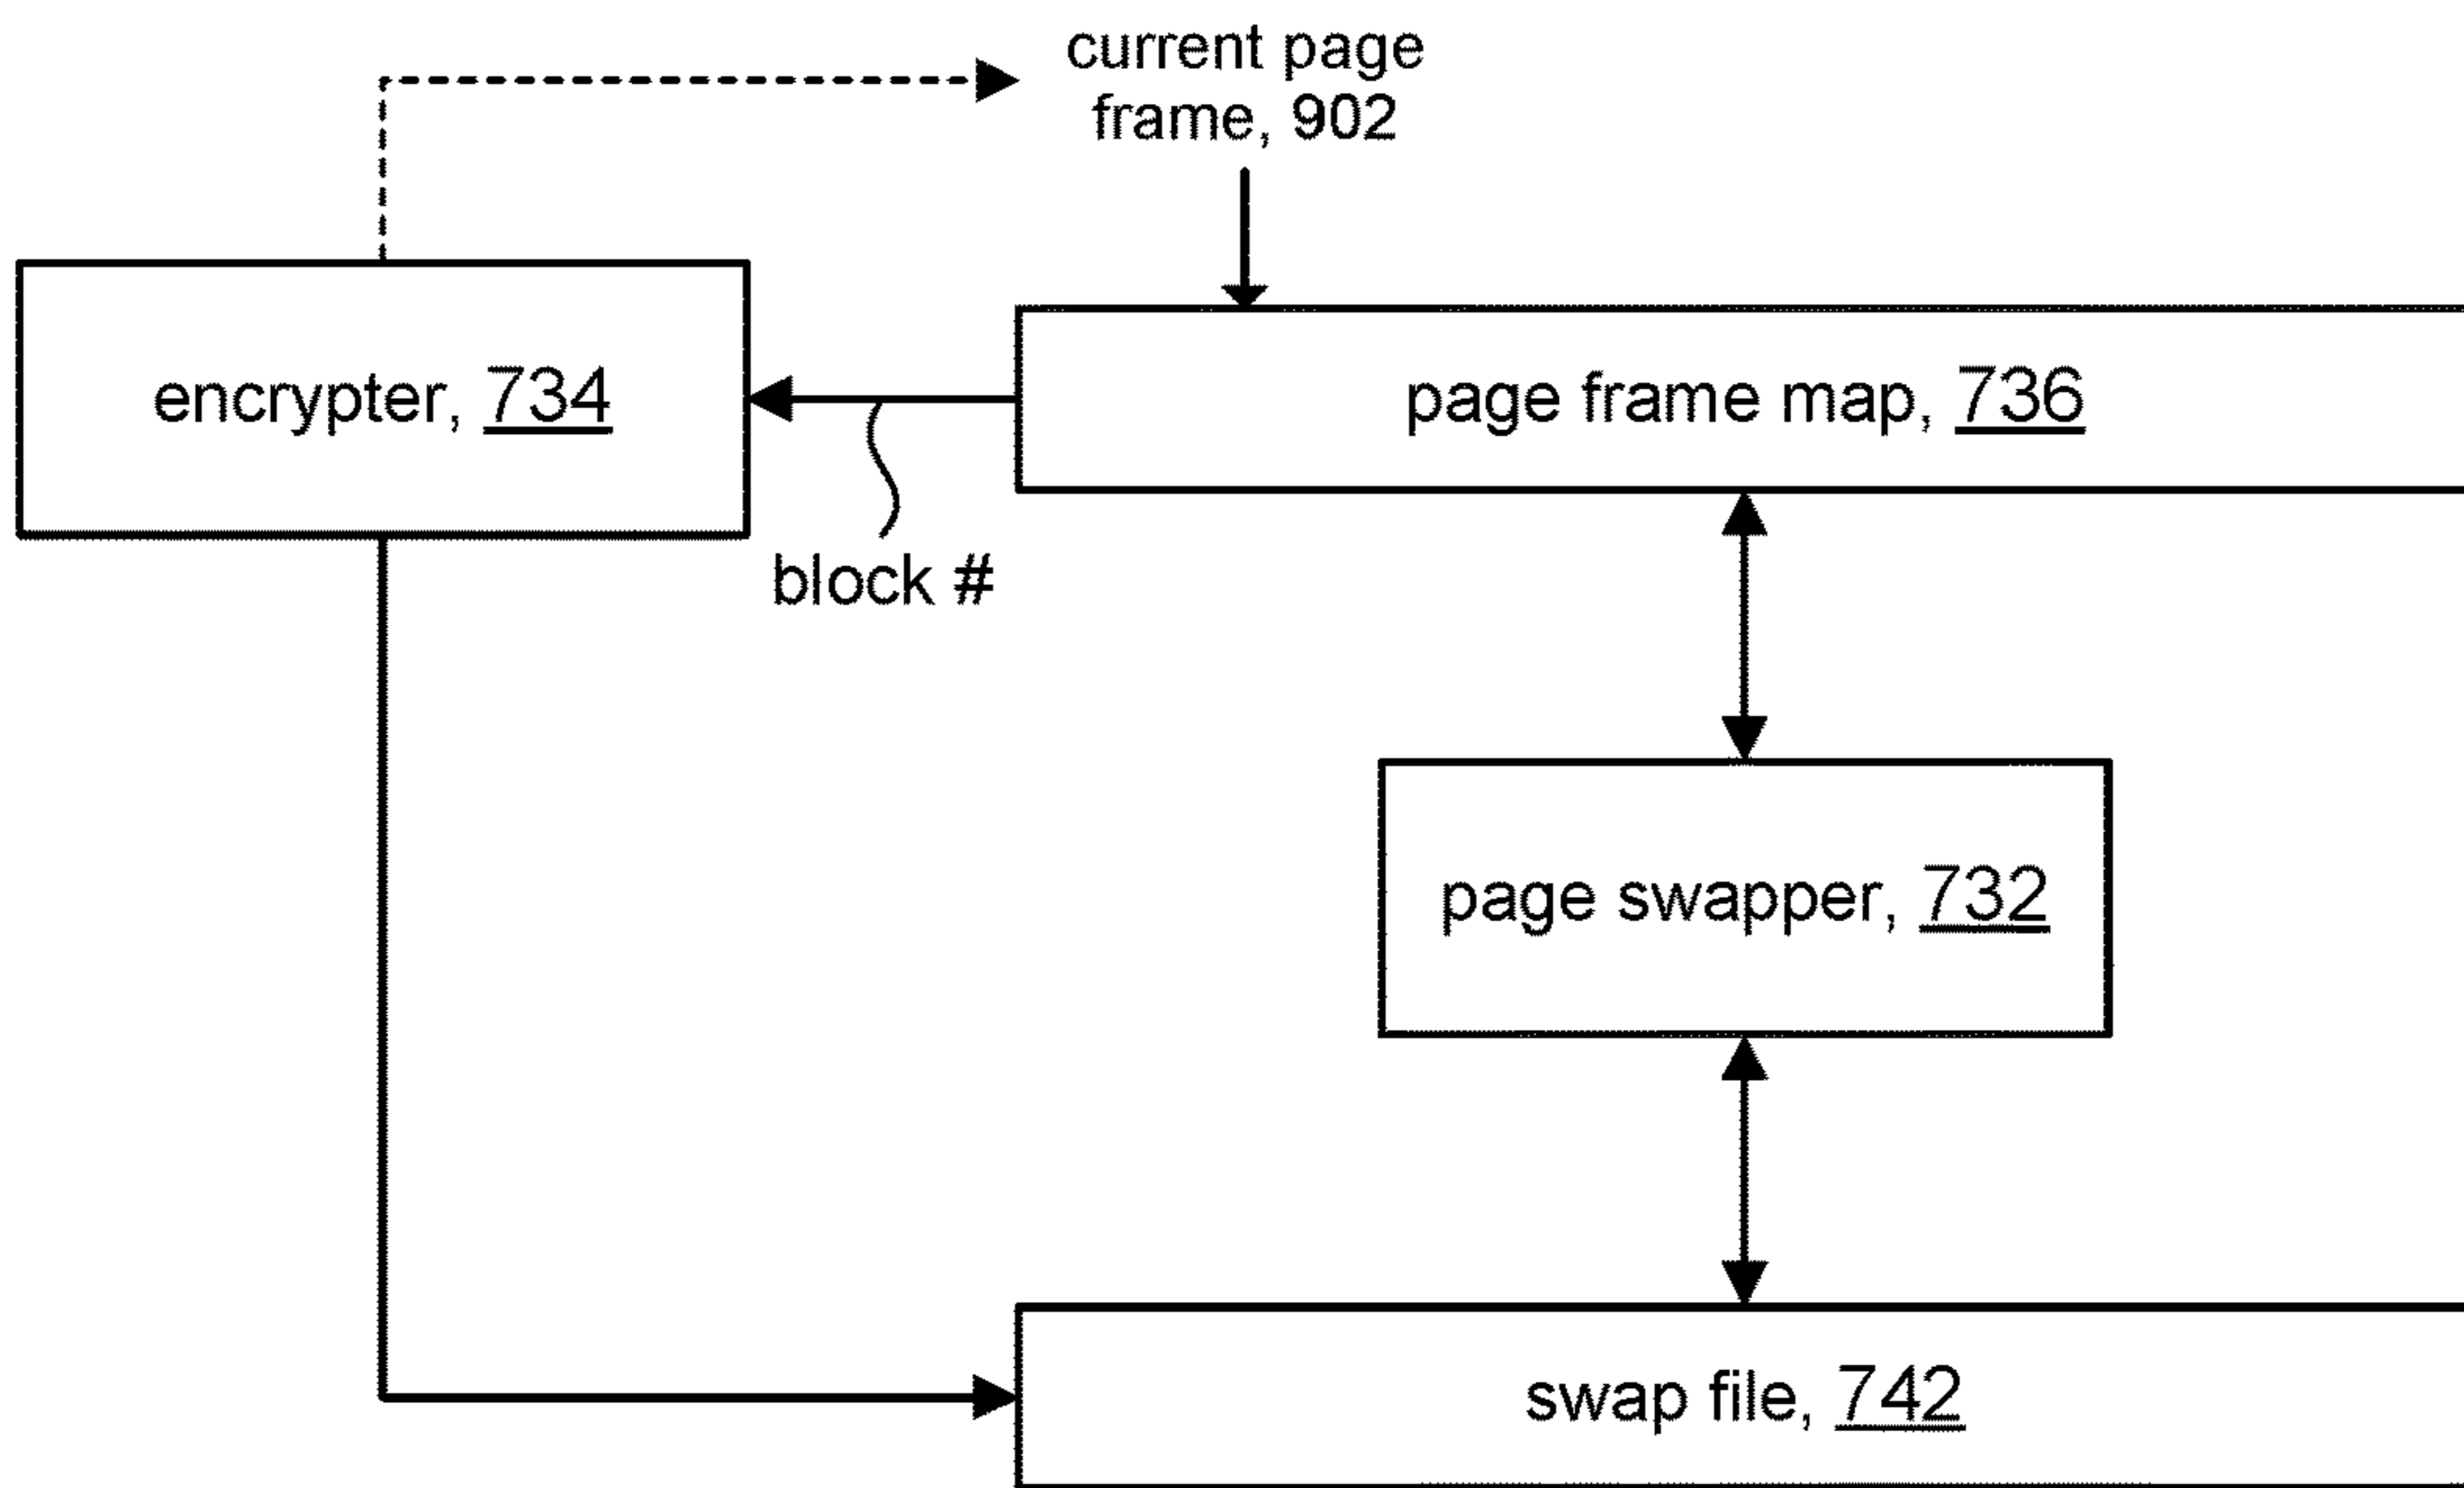 current page
frame, 902
encrypter, 734
page frame map, 736
block #
page swapper, 732
swap file, 742